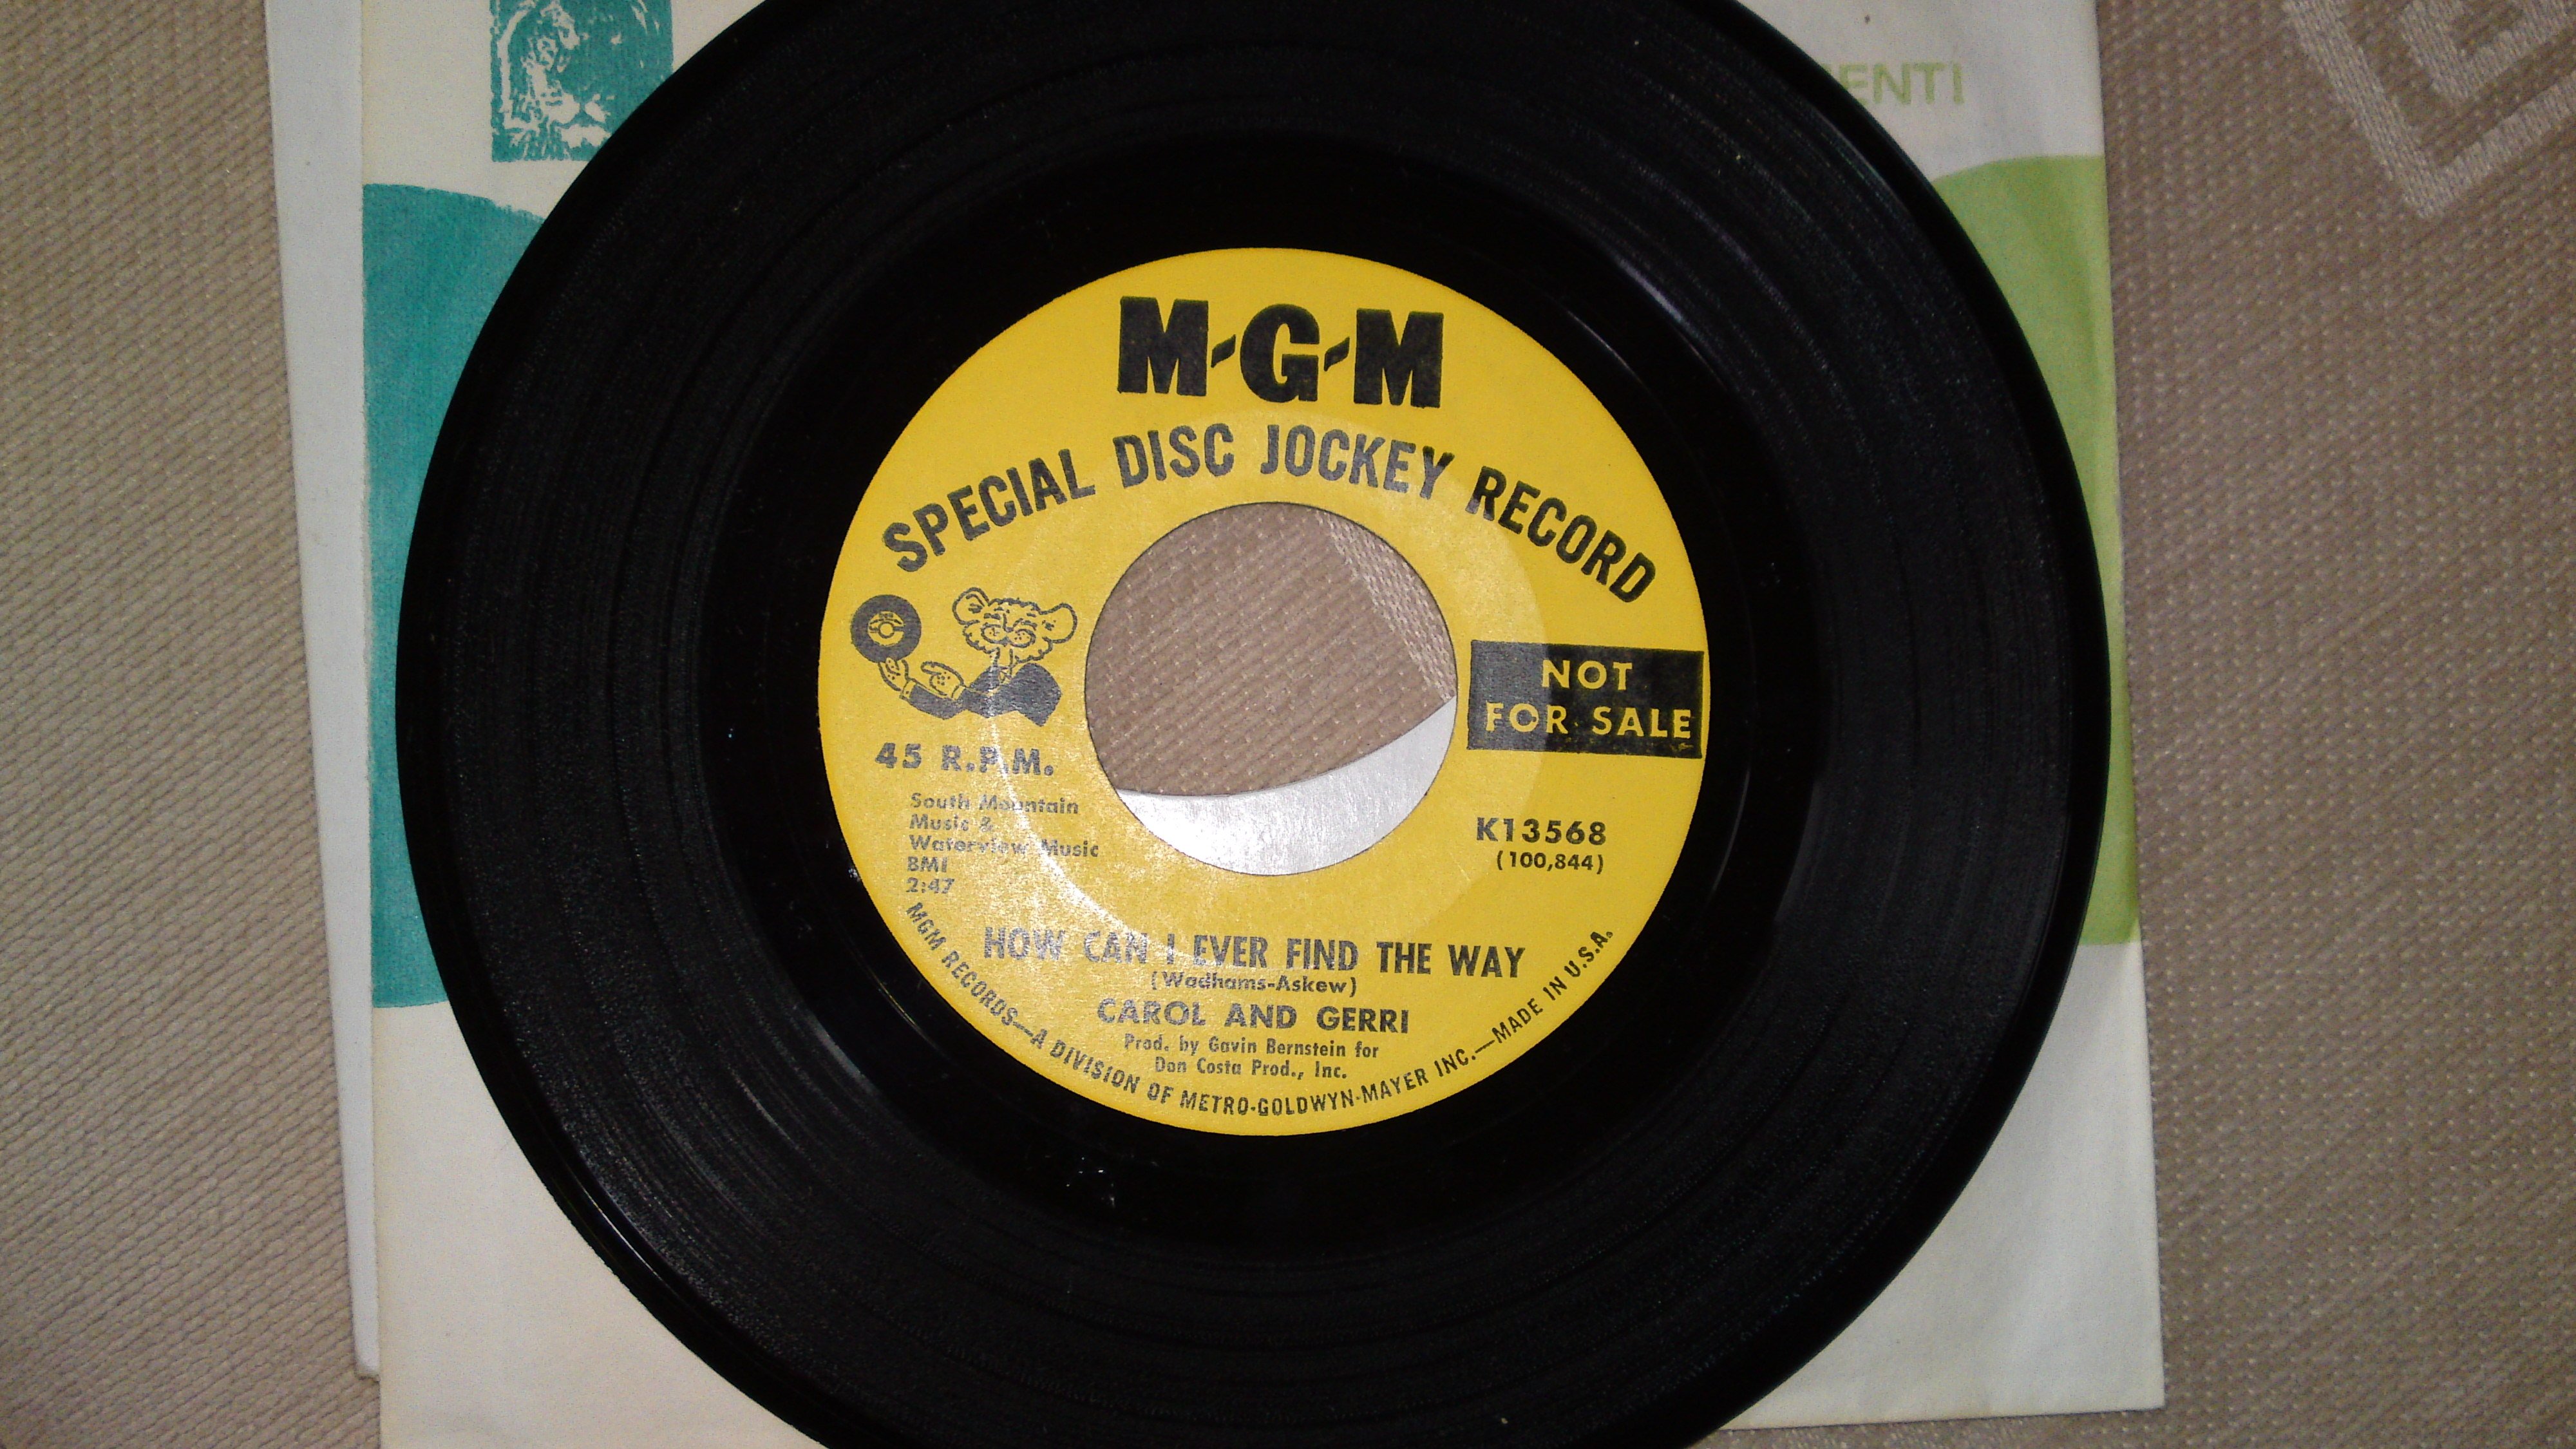 M-G-M
SPECIAL DISC JOCKEY RECORD
NOT
FOR SALE
45 R.P.M.
South Mountain
Music &
Waterview Music
BMI
2:47
K13568
(100,844)
HOW CAN I EVER FIND THE WAY
(Wadhams-Askew)
CAROL AND GERRI
Prod. by Gavin Bernstein for
Don Costa Prod., Inc.
MGM RECORDS—A DIVISION OF METRO-GOLDWYN-MAYER INC.—MADE IN U.S.A.